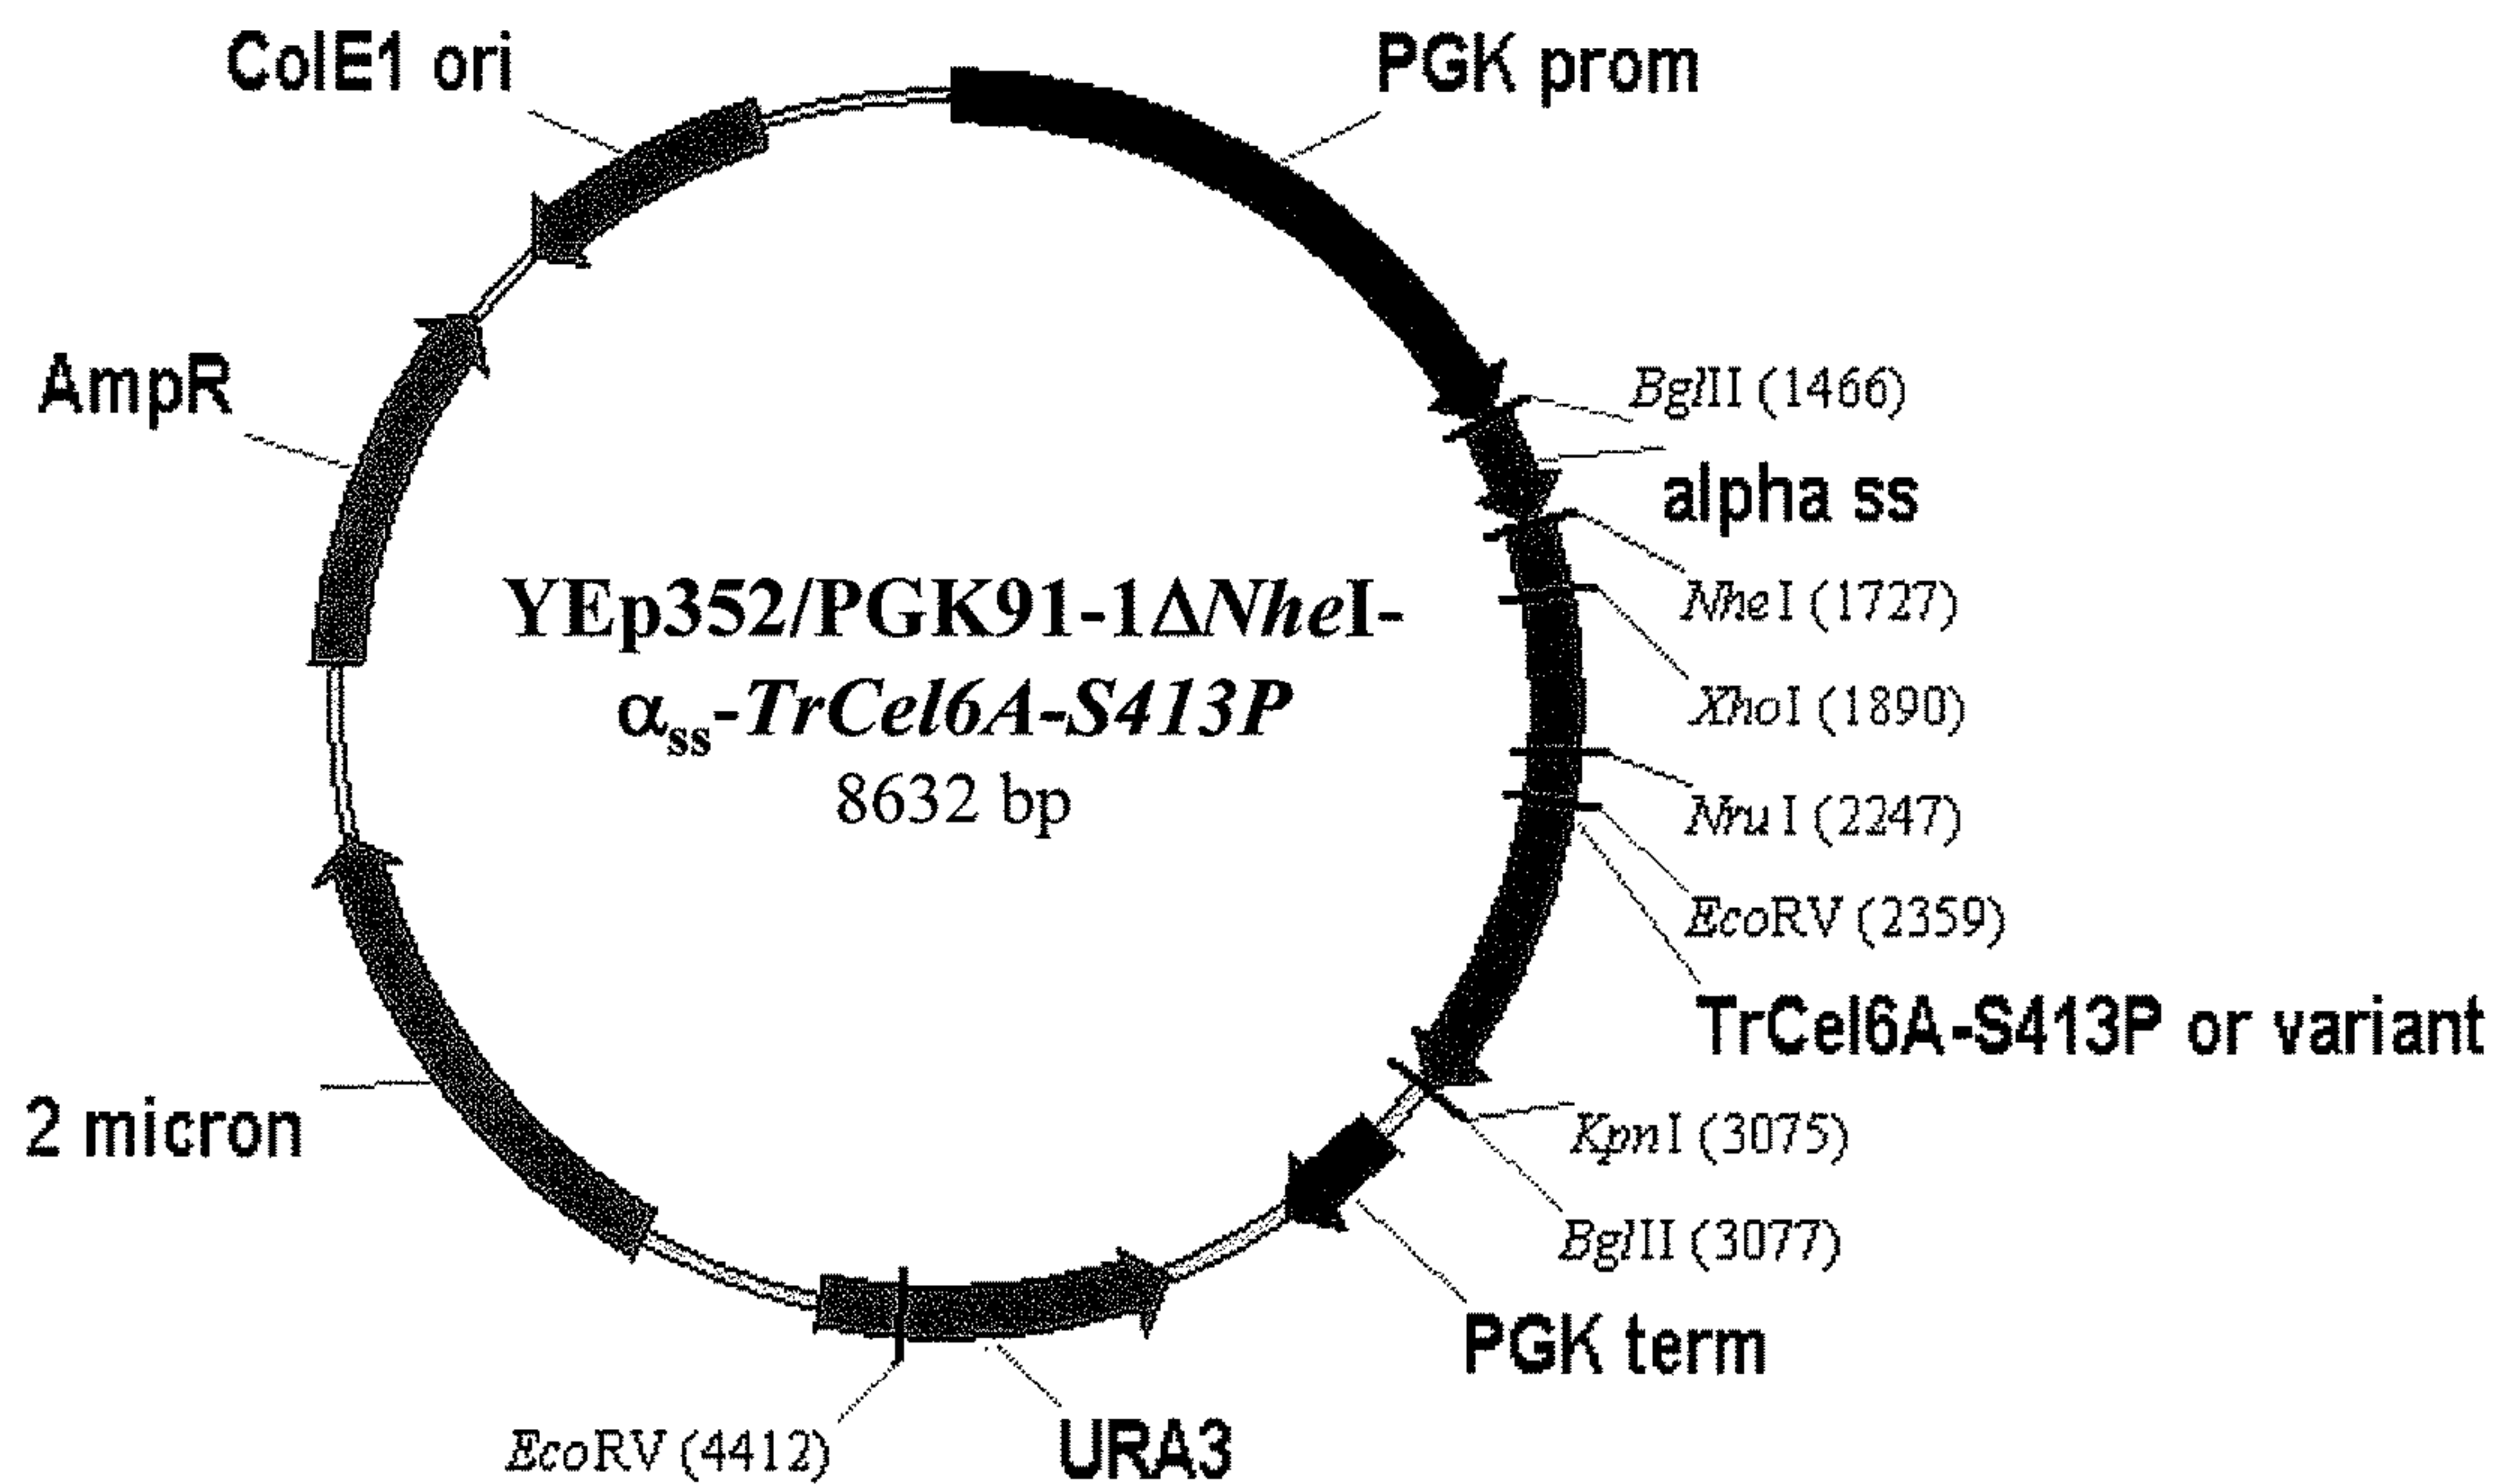 ColE1 ori
PGK prom
AmpR
BglII (1466)
alpha ss
NheI (1727)
XhoI (1890)
NruI (2247)
EcoRV (2359)
TrCel6A-S413P or variant
KpnI (3075)
BglII (3077)
PGK term
URA3
EcoRV (4412)
2 micron
YEp352/PGK91-1ΔNheI-
αss-TrCel6A-S413P
8632 bp